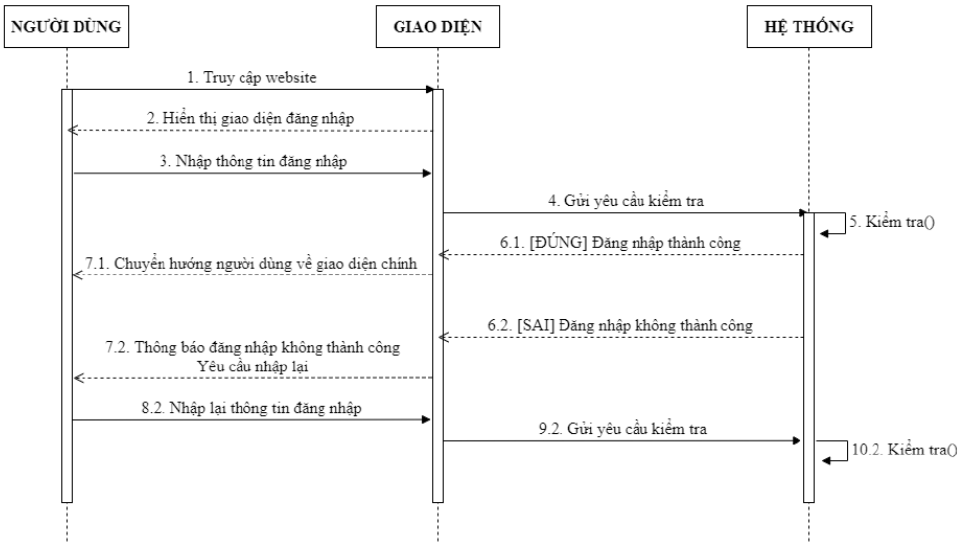 NGƯỜI DÙNG
GIAO DIỆN
HỆ THỐNG
1. Truy cập website
2. Hiển thị giao diện đăng nhập
3. Nhập thông tin đăng nhập
4. Gửi yêu cầu kiểm tra
5. Kiểm tra()
6.1. [ĐÚNG] Đăng nhập thành công
7.1. Chuyển hướng người dùng về giao diện chính
6.2. [SAI] Đăng nhập không thành công
7.2. Thông báo đăng nhập không thành công
Yêu cầu nhập lại
8.2. Nhập lại thông tin đăng nhập
9.2. Gửi yêu cầu kiểm tra
10.2. Kiểm tra()